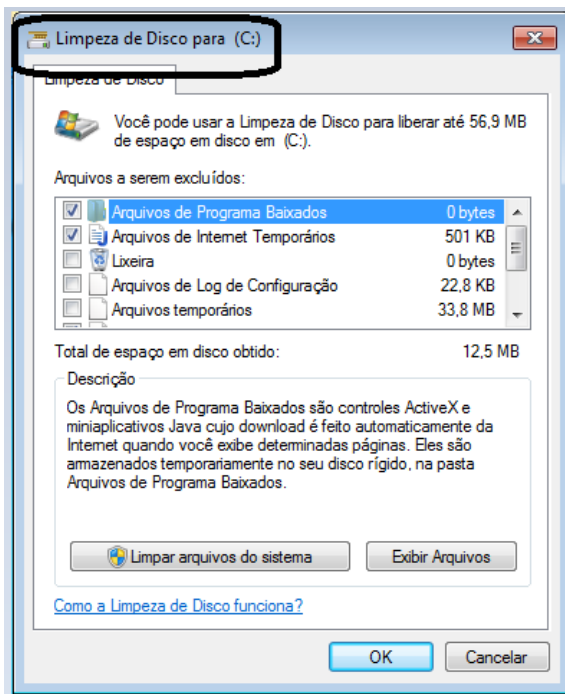 Limpeza de Disco para (C:)
Limpeza de Disco
Você pode usar a Limpeza de Disco para liberar até 56,9 MB
de espaço em disco em (C:).
Arquivos a serem excluídos:
Arquivos de Programa Baixados 0 bytes
Arquivos de Internet Temporários 501 KB
Lixeira 0 bytes
Arquivos de Log de Configuração 22,8 KB
Arquivos temporários 33,8 MB
Total de espaço em disco obtido: 12,5 MB
Descrição
Os Arquivos de Programa Baixados são controles ActiveX e
miniaplicativos Java cujo download é feito automaticamente da
Internet quando você exibe determinadas páginas. Eles são
armazenados temporariamente no seu disco rígido, na pasta
Arquivos de Programa Baixados.
Limpar arquivos do sistema Exibir Arquivos
Como a Limpeza de Disco funciona?
OK Cancelar